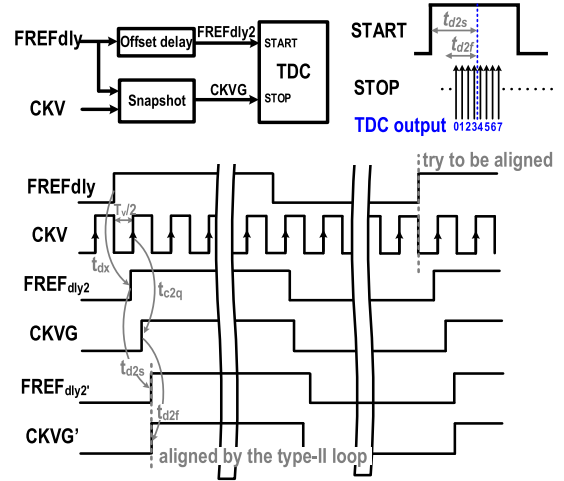 FREFdly
Offset delay
FREFdly2
START
TDC
CKV
Snapshot
CKVG
STOP
START
td2s
td2f
STOP
TDC output
01234567
try to be aligned
FREFdly
Tv/2
CKV
tdx
FREFdly2
tc2q
CKVG
td2s
FREFdly2'
td2f
CKVG'
aligned by the type-II loop